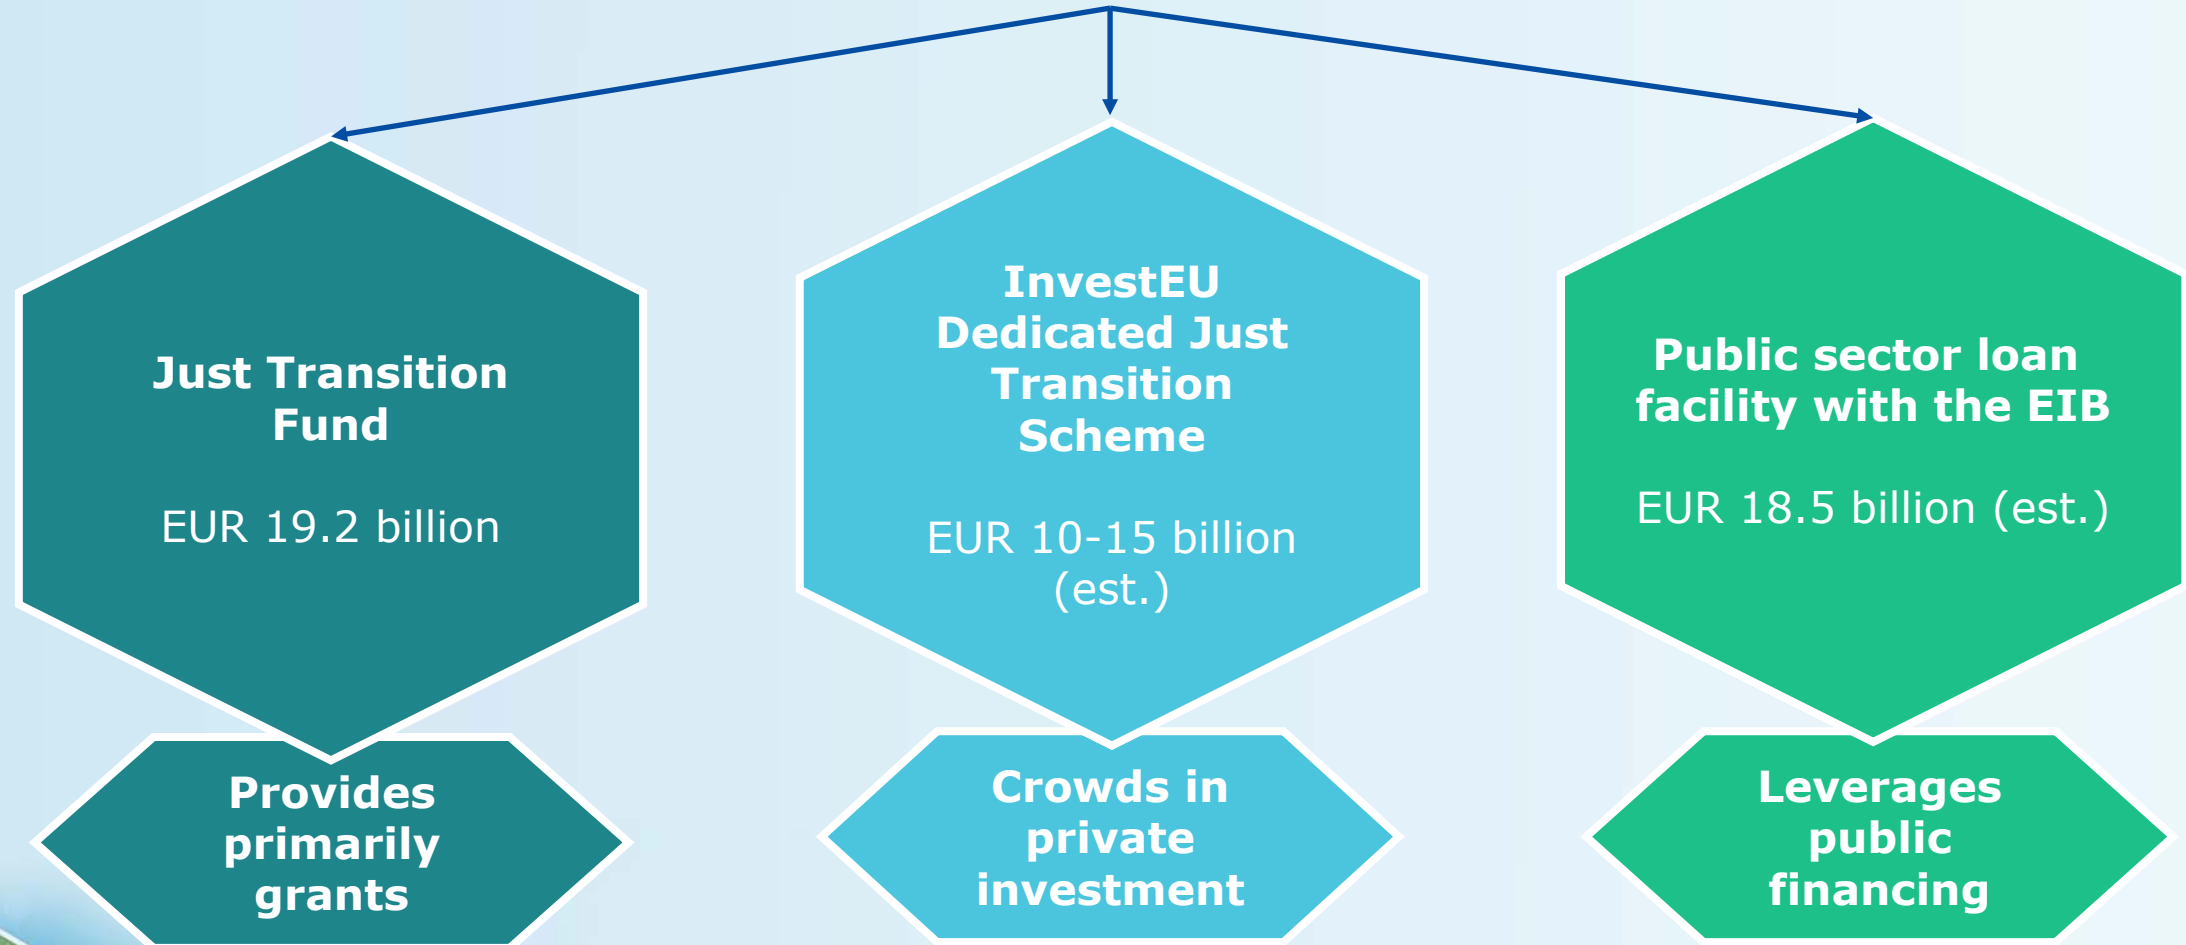 Just Transition
Fund
EUR 19.2 billion
Provides
primarily
grants
InvestEU
Dedicated Just
Transition
Scheme
EUR 10-15 billion
(est.)
Crowds in
private
investment
Public sector loan
facility with the EIB
EUR 18.5 billion (est.)
Leverages
public
financing